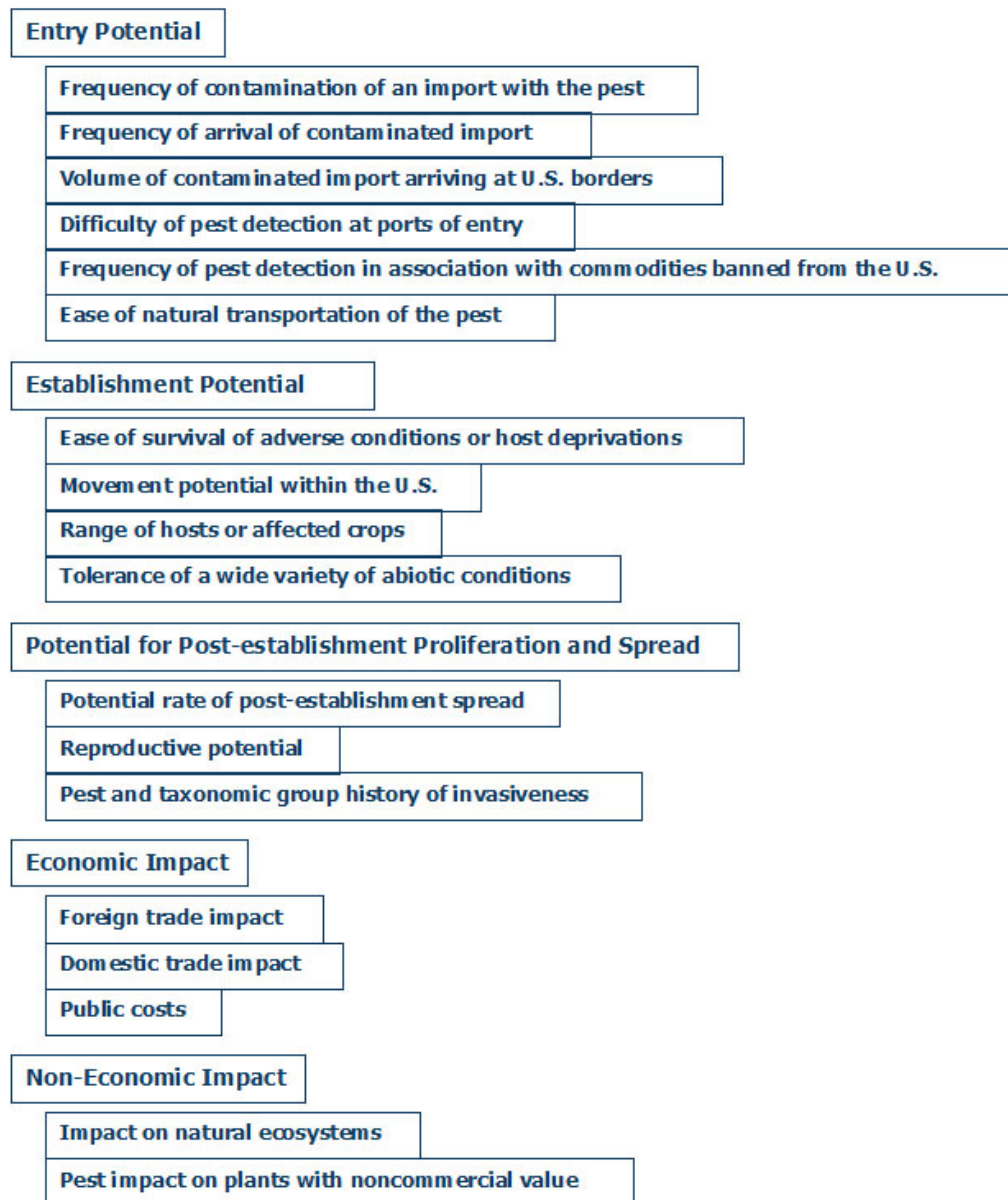 Entry Potential
Frequency of contamination of an import with the pest
Frequency of arrival of contaminated import
Volume of contaminated import arriving at U.S. borders
Difficulty of pest detection at ports of entry
Frequency of pest detection in association with commodities banned from the U.S.
Ease of natural transportation of the pest
Establishment Potential
Ease of survival of adverse conditions or host deprivations
Movement potential within the U.S.
Range of hosts or affected crops
Tolerance of a wide variety of abiotic conditions
Potential for Post-establishment Proliferation and Spread
Potential rate of post-establishment spread
Reproductive potential
Pest and taxonomic group history of invasiveness
Economic Impact
Foreign trade impact
Domestic trade impact
Public costs
Non-Economic Impact
Impact on natural ecosystems
Pest impact on plants with noncommercial value